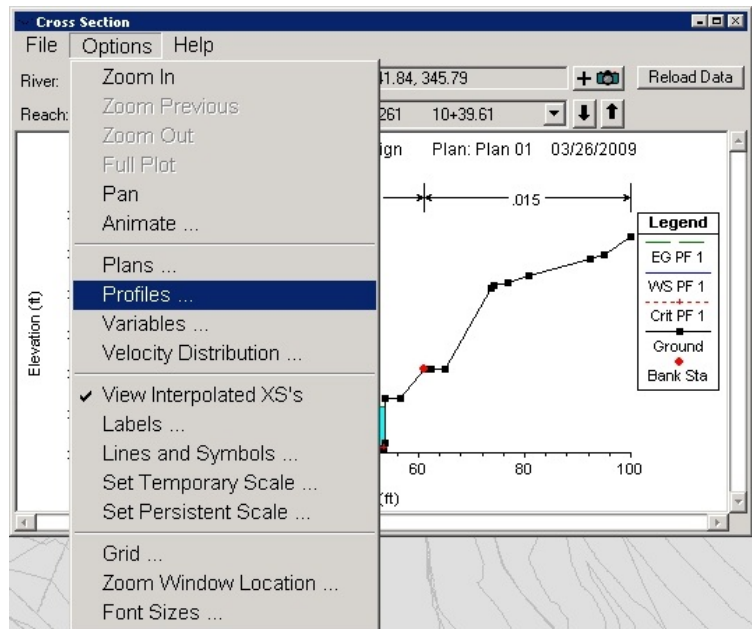 Cross Section
File Options Help
River: 41.84, 345.79 Reload Data
Reach: 261 10+39.61
Zoom In
Zoom Previous
Zoom Out
Full Plot
Pan
Animate ...
Plans ...
Profiles ...
Variables ...
Velocity Distribution ...
View Interpolated XS's
Labels ...
Lines and Symbols ...
Set Temporary Scale ...
Set Persistent Scale ...
Grid ...
Zoom Window Location ...
Font Sizes ...
ign Plan: Plan 01 03/26/2009
.015
Elevation (ft)
Legend
EG PF 1
WS PF 1
Crit PF 1
Ground
Bank Sta
60 80 100
(ft)